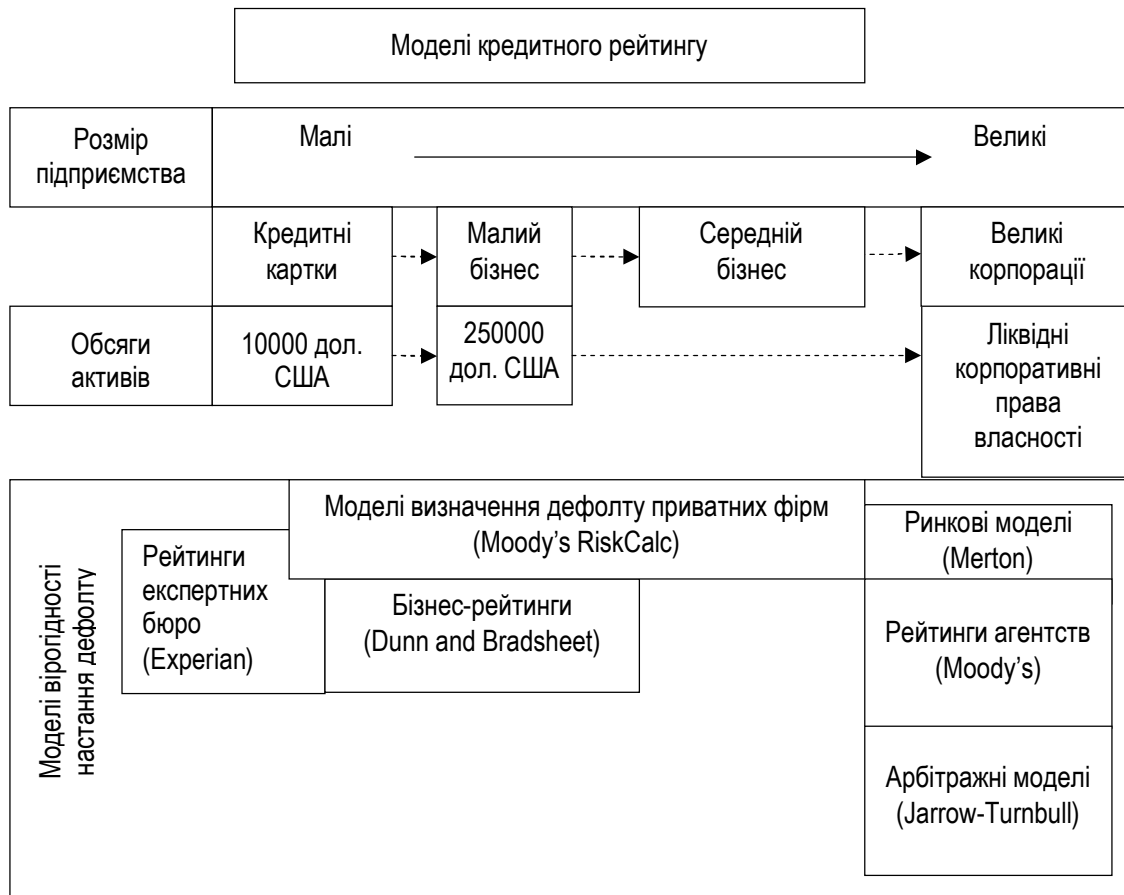 Моделі кредитного рейтингу
Розмір
підприємства
Малі
Великі
Кредитні
картки
Малий
бізнес
Середній
бізнес
Великі
корпорації
Обсяги
активів
10000 дол.
США
250000
дол. США
Ліквідні
корпоративні
права
власності
Моделі вірогідності
настання дефолту
Рейтинги
експертних
бюро
(Experian)
Моделі визначення дефолту приватних фірм
(Moody’s RiskCalc)
Бізнес-рейтинги
(Dunn and Bradsheet)
Ринкові моделі
(Merton)
Рейтинги агентств
(Moody’s)
Арбітражні моделі
(Jarrow-Turnbull)